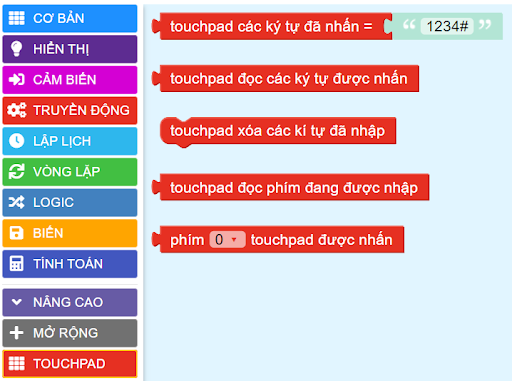 CƠ BẢN
HIỂN THỊ
CẢM BIẾN
TRUYỀN ĐỘNG
LẬP LỊCH
VÒNG LẶP
LOGIC
BIẾN
TÍNH TOÁN
NÂNG CAO
MỞ RỘNG
TOUCHPAD
touchpad các ký tự đã nhấn = “ 1234# ”
touchpad đọc các ký tự được nhấn
touchpad xóa các kí tự đã nhập
touchpad đọc phím đang được nhập
phím 0 touchpad được nhấn